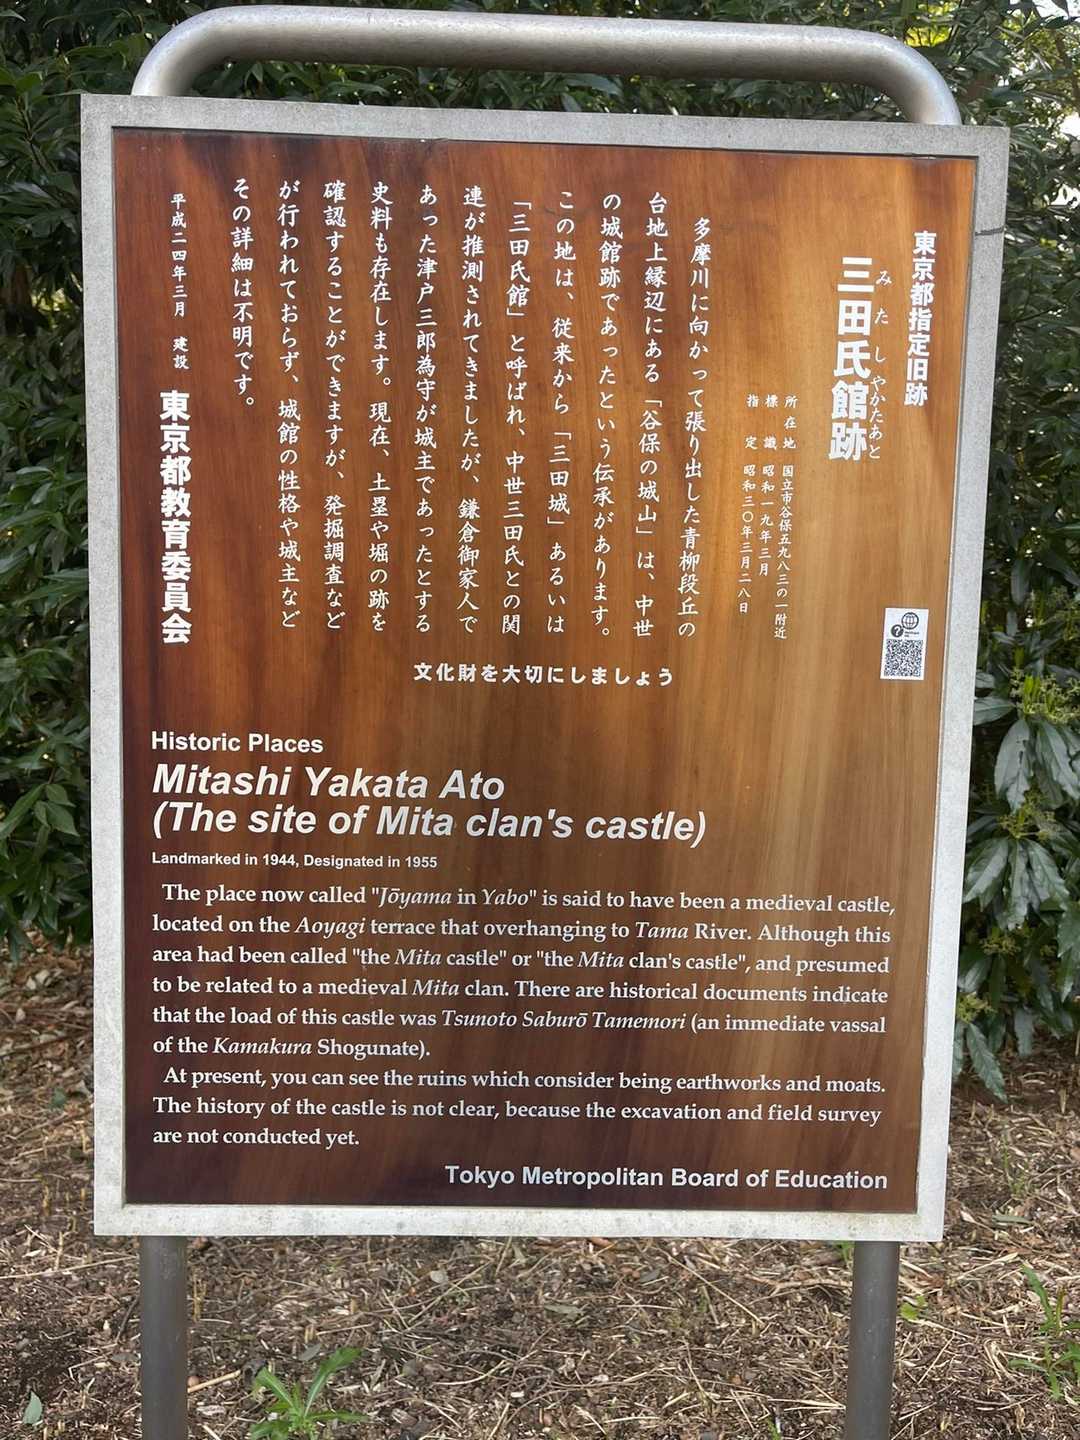 東京都指定旧跡
みたしやかたあと
三田氏館跡
所在地 国立市谷保五九八三の一附近
標識 昭和一九年三月
指定 昭和三〇年三月二八日
多摩川に向かって張り出した青柳段丘の
台地上縁辺にある「谷保の城山」は、中世
の城館跡であったという伝承があります。
この地は、従来から「三田城」あるいは
「三田氏館」と呼ばれ、中世三田氏との関
連が推測されてきましたが、鎌倉御家人で
あった津戸三郎為守が城主であったとする
史料も存在します。現在、土塁や堀の跡を
確認することができますが、発掘調査など
が行われておらず、城館の性格や城主など
その詳細は不明です。
平成二四年三月 建設
東京都教育委員会
文化財を大切にしましょう
Historic Places
Mitashi Yakata Ato
(The site of Mita clan's castle)
Landmarked in 1944, Designated in 1955
The place now called "Jōyama in Yabo" is said to have been a medieval castle,
located on the Aoyagi terrace that overhanging to Tama River. Although this
area had been called "the Mita castle" or "the Mita clan's castle", and presumed
to be related to a medieval Mita clan. There are historical documents indicate
that the load of this castle was Tsunoto Saburō Tamemori (an immediate vassal
of the Kamakura Shogunate).
At present, you can see the ruins which consider being earthworks and moats.
The history of the castle is not clear, because the excavation and field survey
are not conducted yet.
Tokyo Metropolitan Board of Education